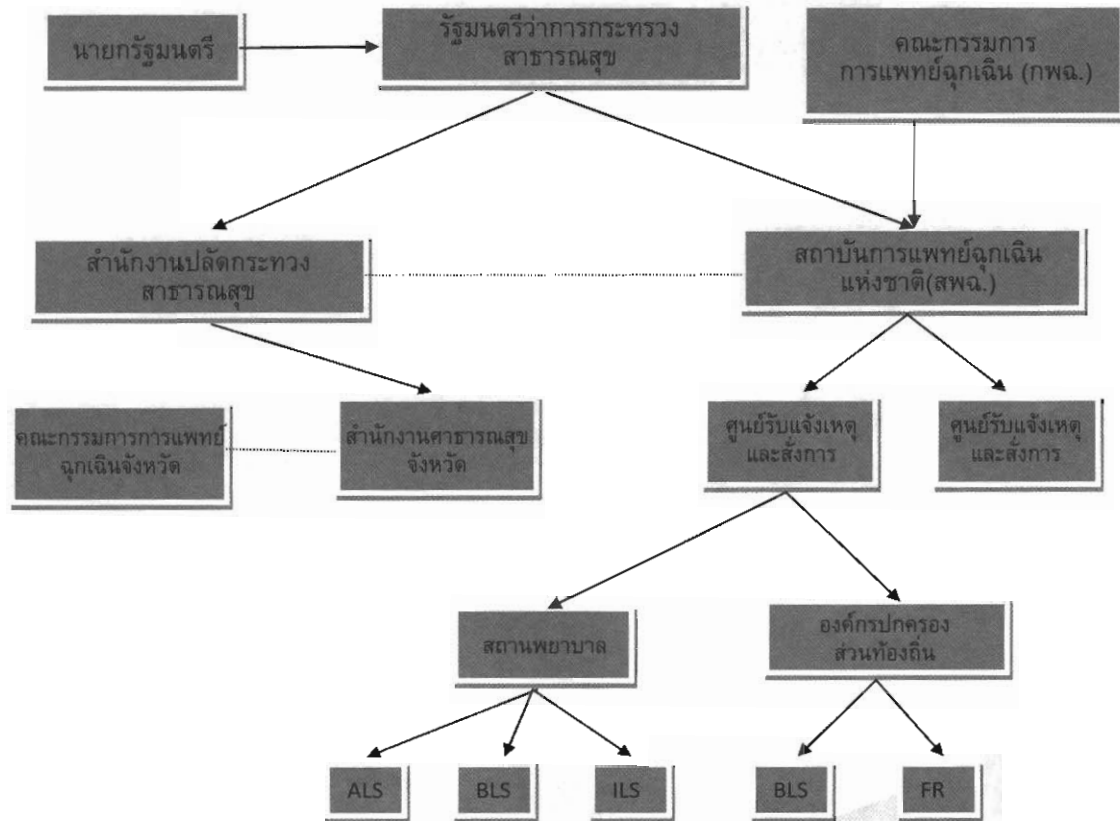 นายกรัฐมนตรี
รัฐมนตรีว่าการกระทรวง
สาธารณสุข
คณะกรรมการ
การแพทย์ฉุกเฉิน (กพฉ.)
สำนักงานปลัดกระทวง
สาธารณสุข
สถาบันการแพทย์ฉุกเฉิน
แห่งชาติ(สพฉ.)
คณะกรรมการการแพทย์
ฉุกเฉินจังหวัด
สำนักงานศาธารณสุข
จังหวัด
ศูนย์รับแจ้งเหตุ
และสั่งการ
ศูนย์รับแจ้งเหตุ
และสั่งการ
สถานพยาบาล
องค์กรปกครอง
ส่วนท้องถิ่น
ALS
BLS
ILS
BLS
FR